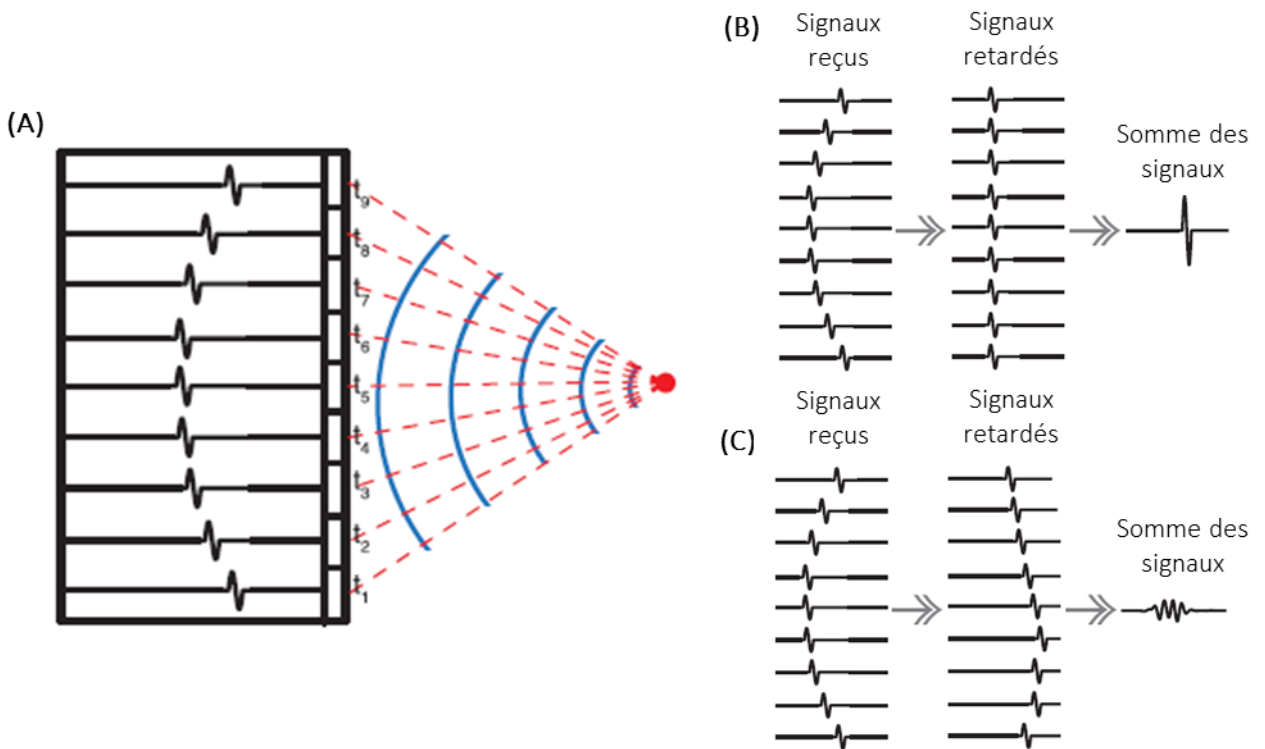 (A)
t9
t8
t7
t6
t5
t4
t3
t2
t1
(B)
Signaux
reçus
Signaux
retardés
Somme des
signaux
(C)
Signaux
reçus
Signaux
retardés
Somme des
signaux